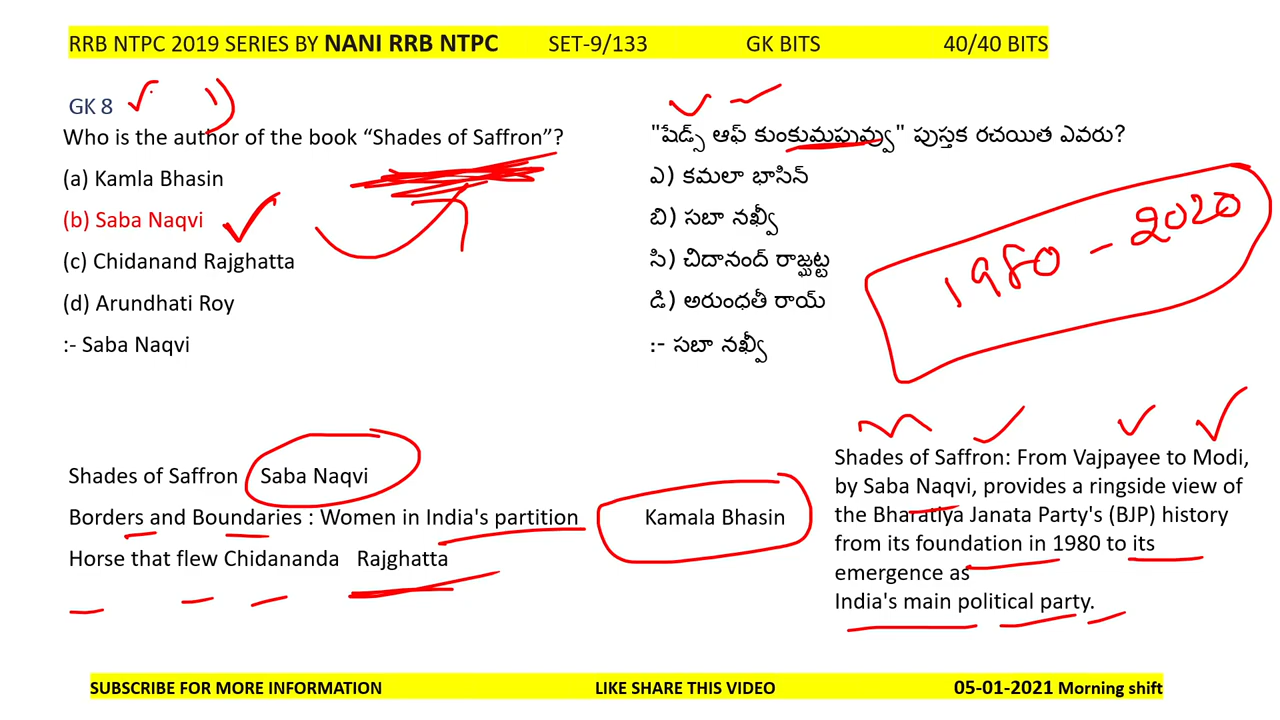 RRB NTPC 2019 SERIES BY NANI RRB NTPC SET-9/133 GK BITS 40/40 BITS
GK 8
Who is the author of the book “Shades of Saffron”?
(a) Kamla Bhasin
(b) Saba Naqvi
(c) Chidanand Rajghatta
(d) Arundhati Roy
:- Saba Naqvi
"షేడ్స్ ఆఫ్ కుంకుమపువ్వు" పుస్తక రచయిత ఎవరు?
ఎ) కమలా భాసిన్
బి) సబా నఖ్వీ
సి) చిదానంద్ రాజ్ఘట్ట
డి) అరుంధతీ రాయ్
:- సబా నఖ్వీ
1980 - 2020
Shades of Saffron Saba Naqvi
Borders and Boundaries : Women in India's partition Kamala Bhasin
Horse that flew Chidananda Rajghatta
Shades of Saffron: From Vajpayee to Modi,
by Saba Naqvi, provides a ringside view of
the Bharatiya Janata Party's (BJP) history
from its foundation in 1980 to its
emergence as
India's main political party.
SUBSCRIBE FOR MORE INFORMATION LIKE SHARE THIS VIDEO 05-01-2021 Morning shift